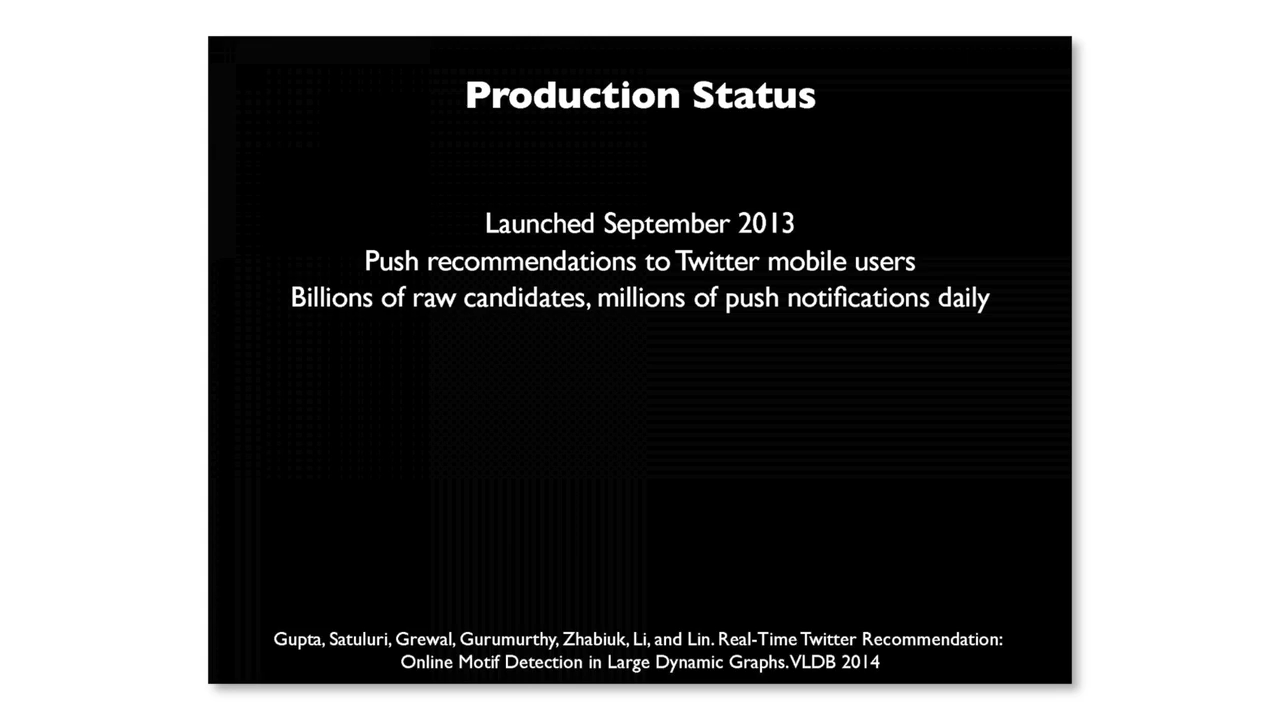 Production Status
Launched September 2013
Push recommendations to Twitter mobile users
Billions of raw candidates, millions of push notifications daily
Gupta, Satuluri, Grewal, Gurumurthy, Zhabiuk, Li, and Lin. Real-Time Twitter Recommendation:
Online Motif Detection in Large Dynamic Graphs. VLDB 2014